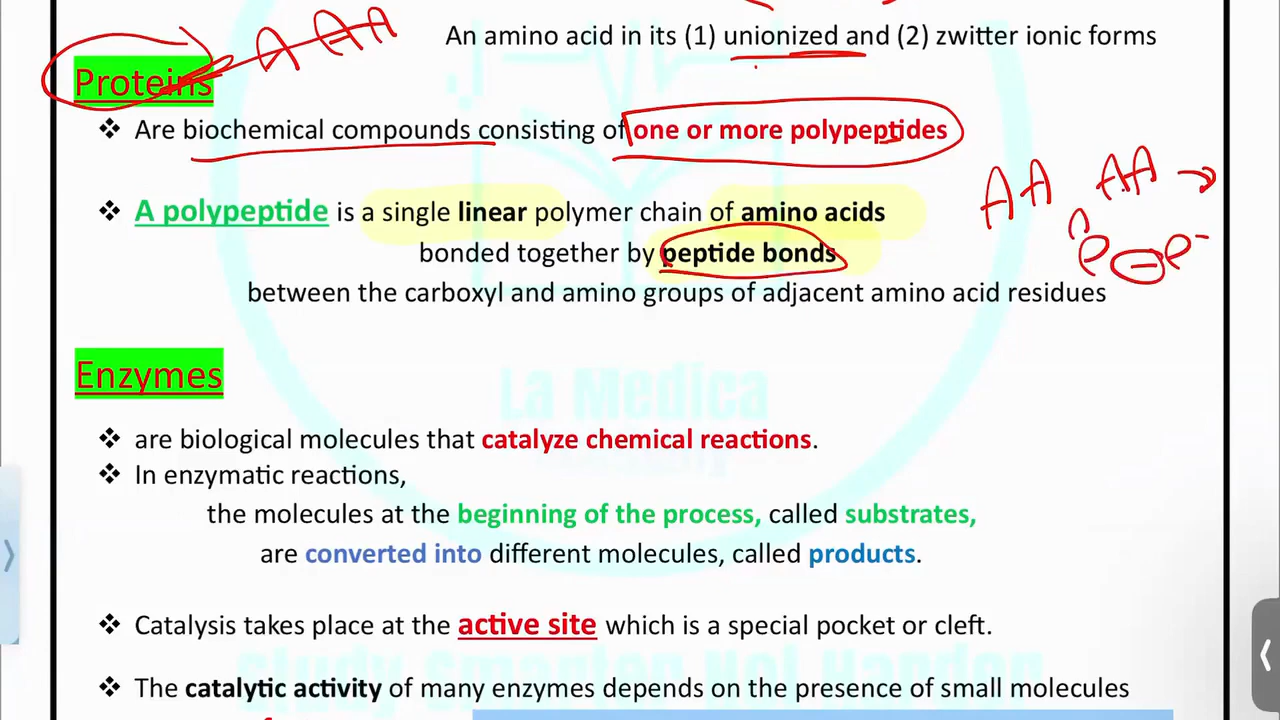 An amino acid in its (1) unionized and (2) zwitter ionic forms
A AA
Proteins
❖ Are biochemical compounds consisting of one or more polypeptides
AA AA →
❖ A polypeptide is a single linear polymer chain of amino acids
bonded together by peptide bonds
between the carboxyl and amino groups of adjacent amino acid residues
Enzymes
La Medica
❖ are biological molecules that catalyze chemical reactions.
❖ In enzymatic reactions,
the molecules at the beginning of the process, called substrates,
are converted into different molecules, called products.
❖ Catalysis takes place at the active site which is a special pocket or cleft.
❖ The catalytic activity of many enzymes depends on the presence of small molecules